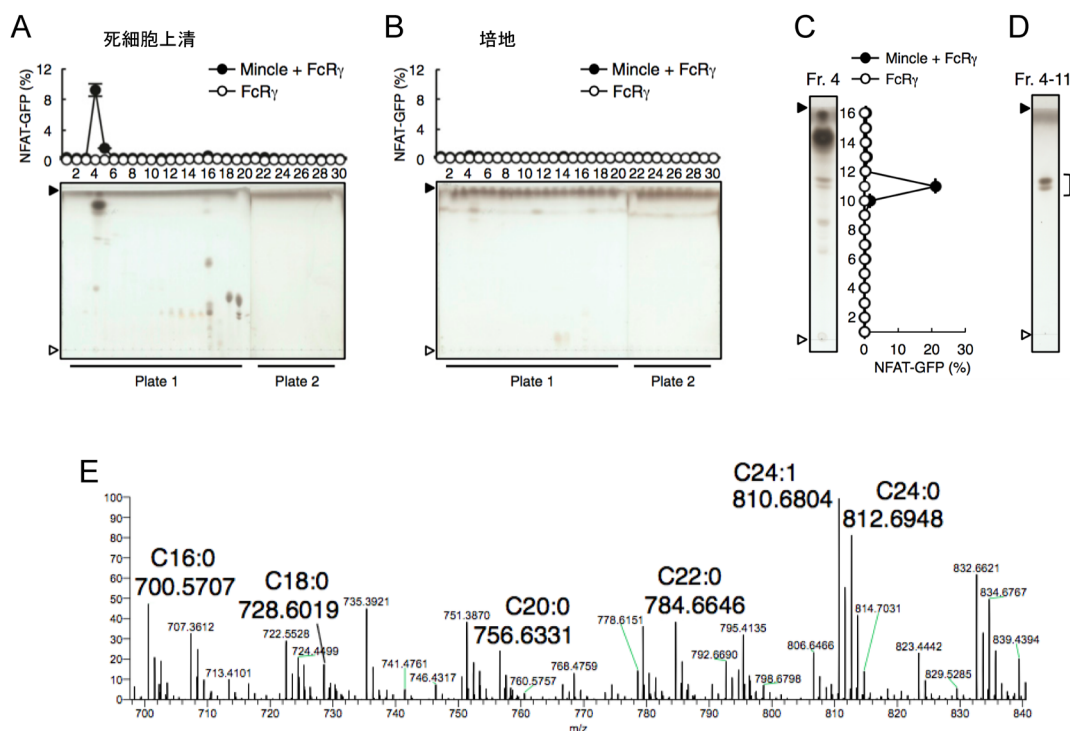 A
死細胞上清
Mincle + FcRγ
FcRγ
NFAT-GFP (%)
12
8
4
0
2 4 6 8 10 12 14 16 18 20 22 24 26 28 30
Plate 1
Plate 2
B
培地
Mincle + FcRγ
FcRγ
NFAT-GFP (%)
12
8
4
0
2 4 6 8 10 12 14 16 18 20 22 24 26 28 30
Plate 1
Plate 2
C
Mincle + FcRγ
FcRγ
Fr. 4
16
14
12
10
8
6
4
2
0 10 20 30
NFAT-GFP (%)
D
Fr. 4-11
E
100
90
80
70
60
50
40
30
20
10
0
C16:0
700.5707
707.3612
713.4101
C18:0
728.6019
722.5528
724.4499
735.3921
741.4761
746.4317
751.3870
C20:0
756.6331
760.5757
768.4759
778.6151
C22:0
784.6646
792.6690
795.4135
798.6798
806.6466
C24:1
810.6804
C24:0
812.6948
814.7031
823.4442
829.5285
832.6621
834.6767
839.4394
700 710 720 730 740 750 760 770 780 790 800 810 820 830 840
m/z